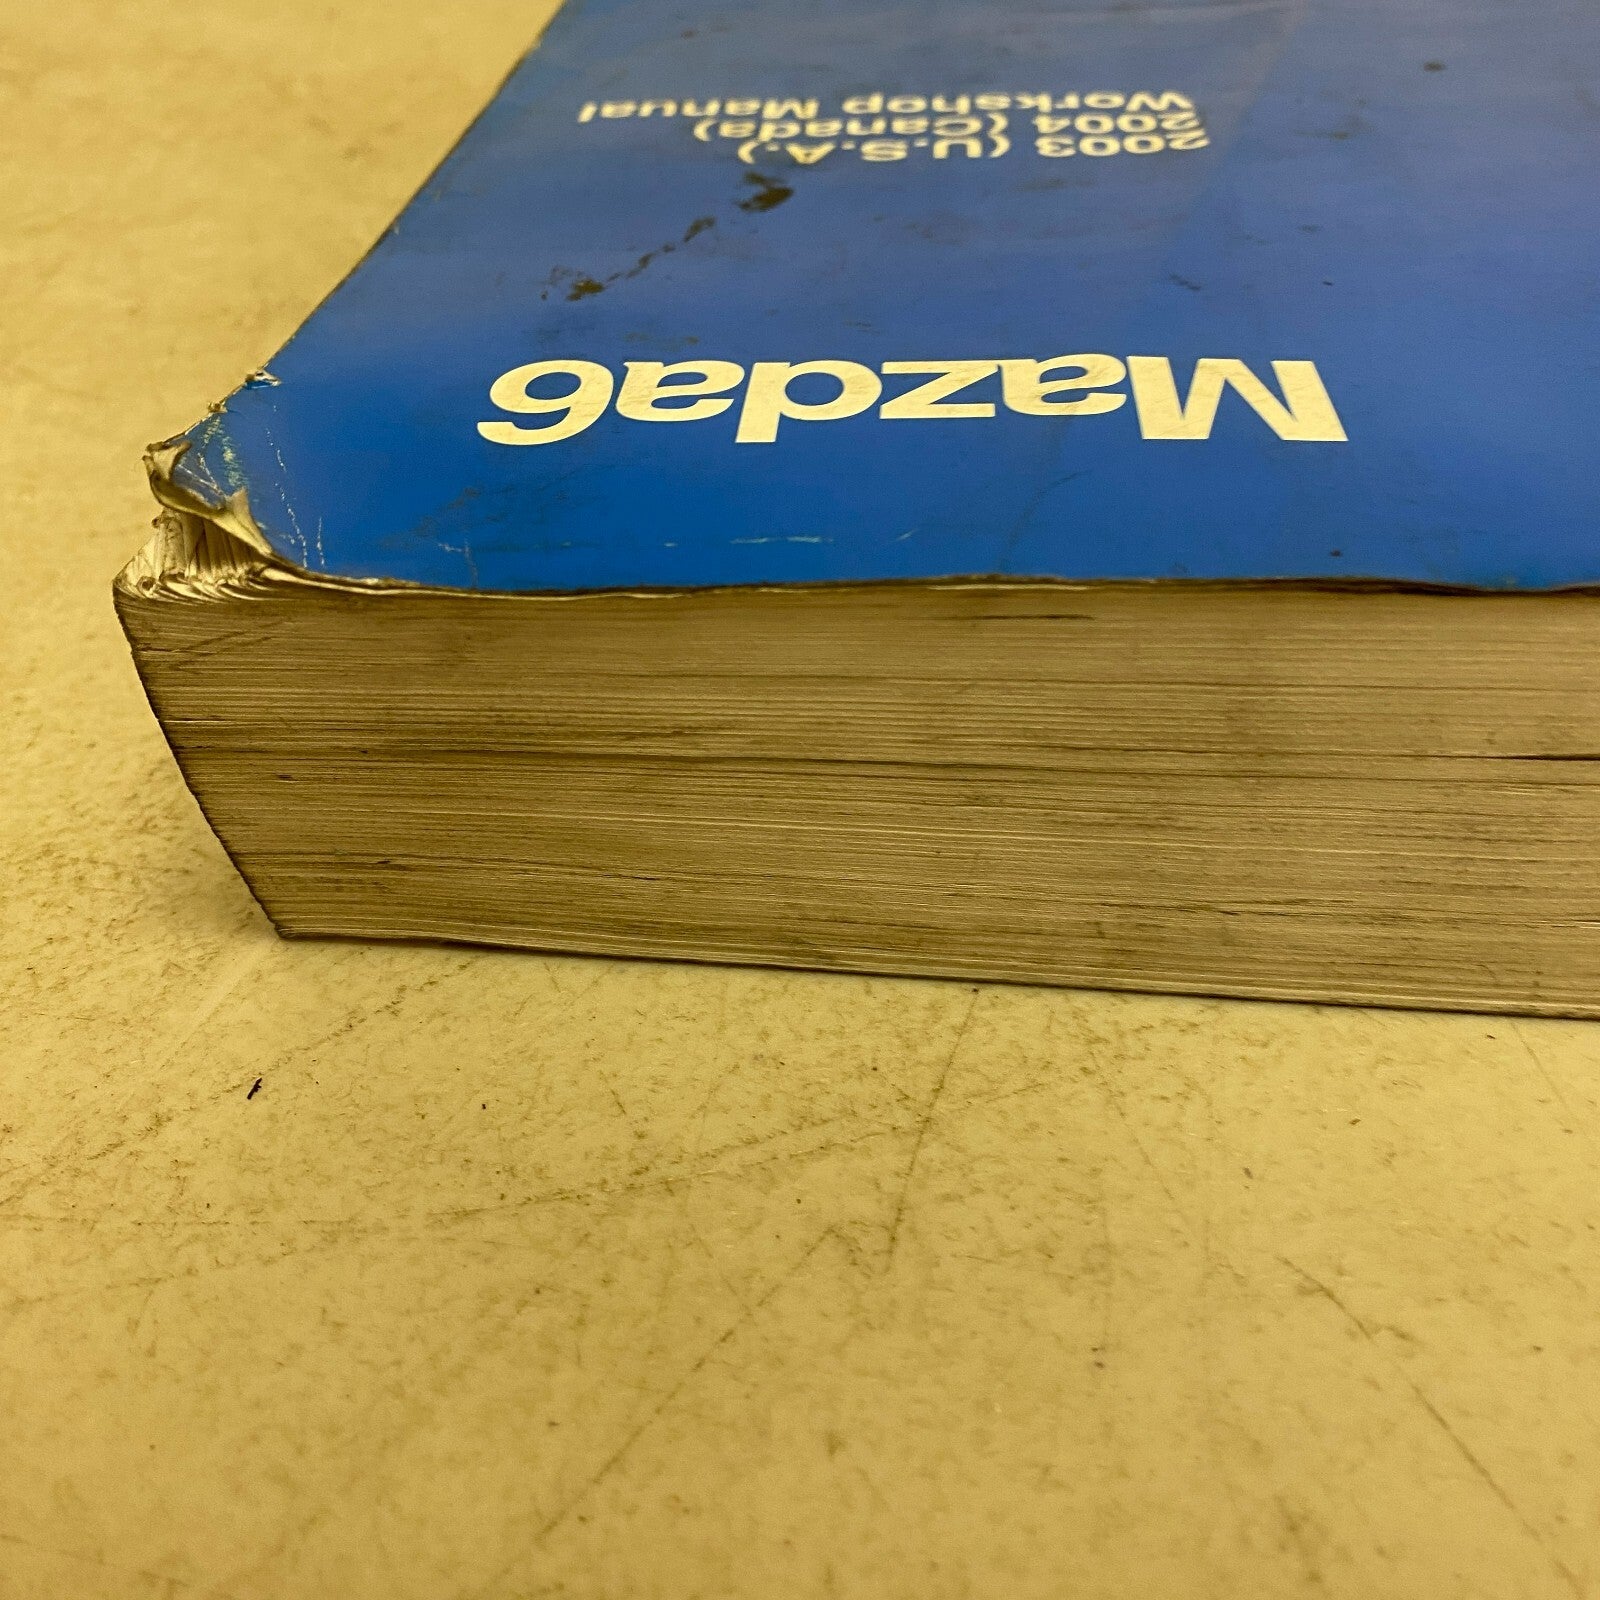 Mazda6
2003 (U.S.A.)
2004 (Canada)
Workshop Manual